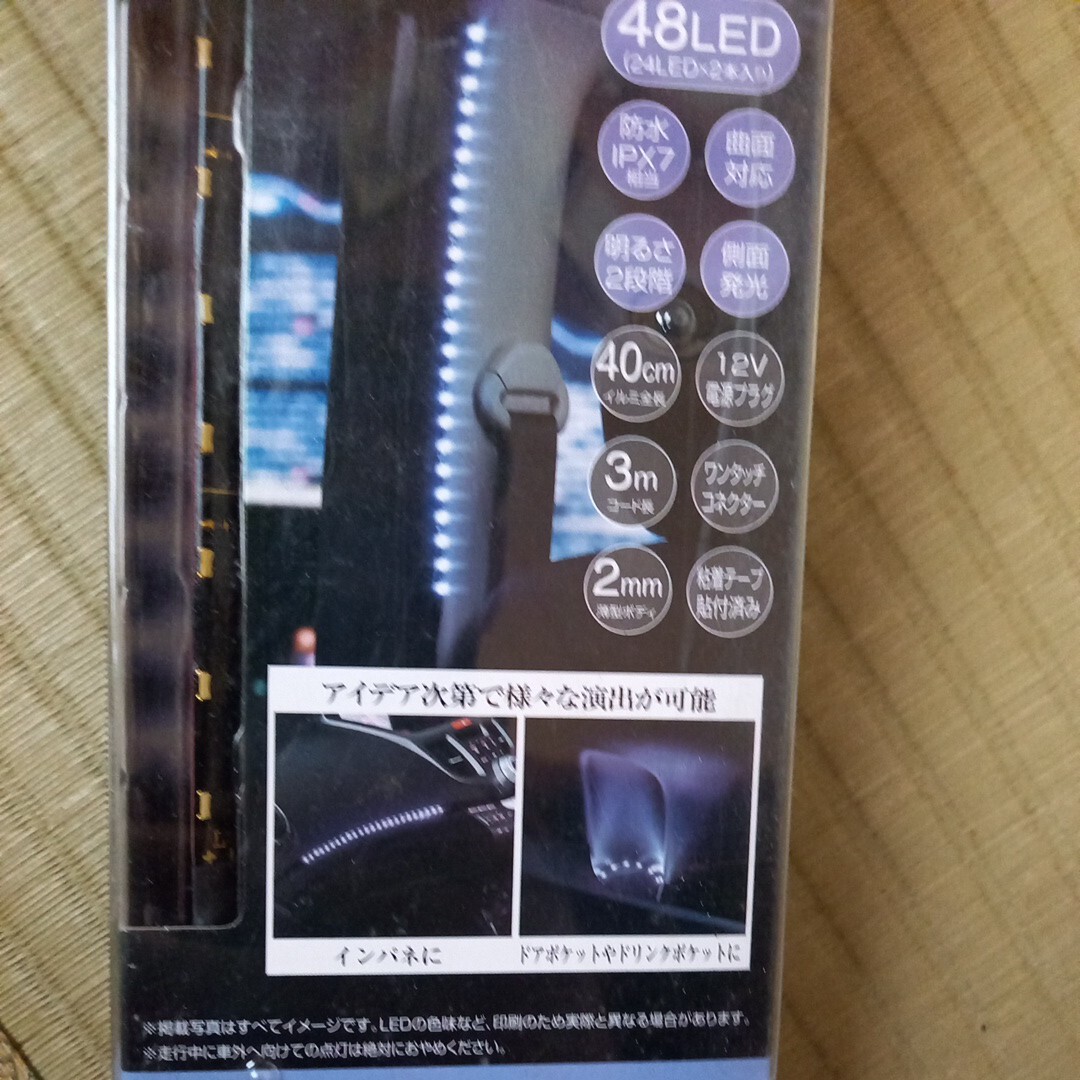 48LED
(24LED×2本入り)
防水
IPX7
相当
曲面
対応
明るさ
2段階
側面
発光
40cm
イルミ全長
12V
電源プラグ
3m
コード長
ワンタッチ
コネクター
2mm
薄型ボディ
粘着テープ
貼付済み
アイデア次第で様々な演出が可能
インパネに
ドアポケットやドリンクポケットに
※掲載写真はすべてイメージです。LEDの色味など、印刷のため実際と異なる場合があります。
※走行中に車外へ向けての点灯は絶対におやめください。